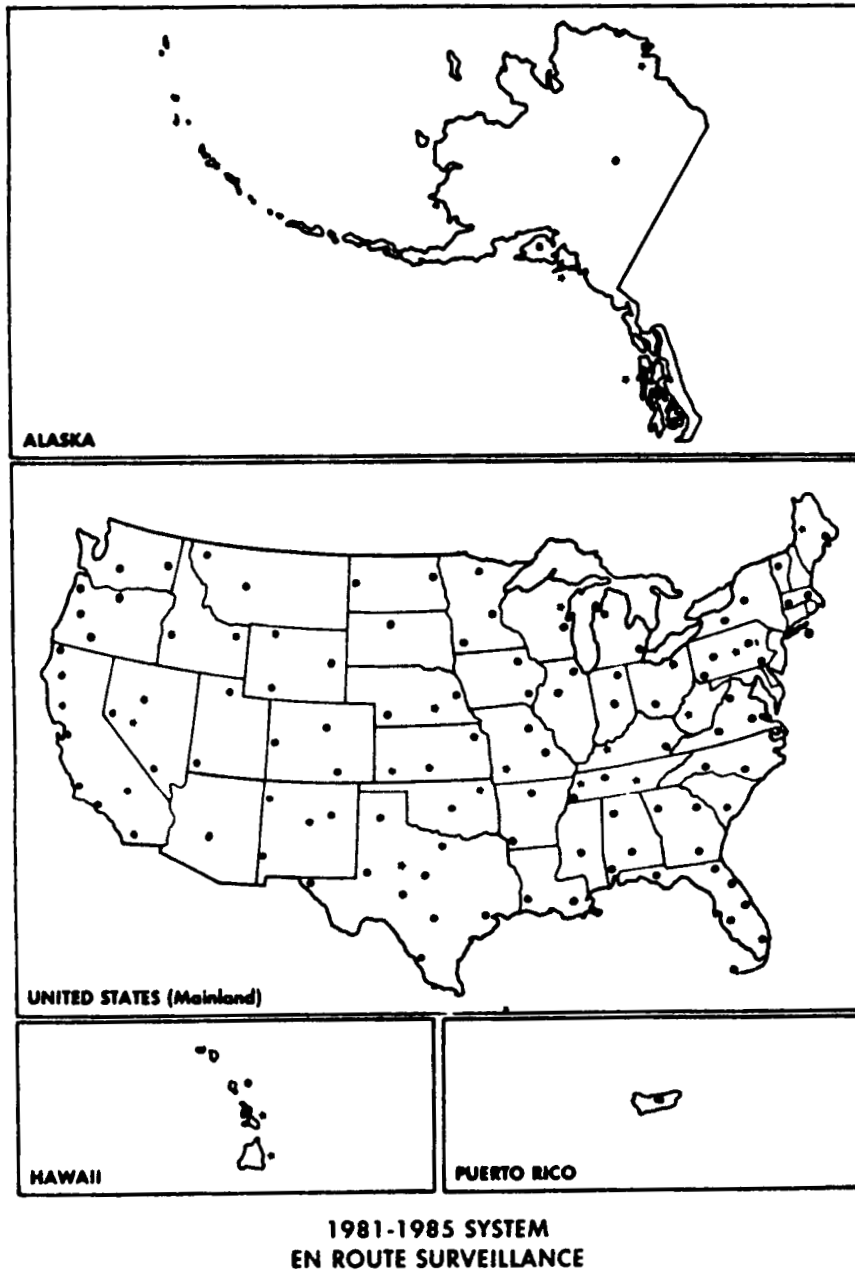 ALASKA
UNITED STATES (Mainland)
HAWAII
PUERTO RICO
1981-1985 SYSTEM
EN ROUTE SURVEILLANCE